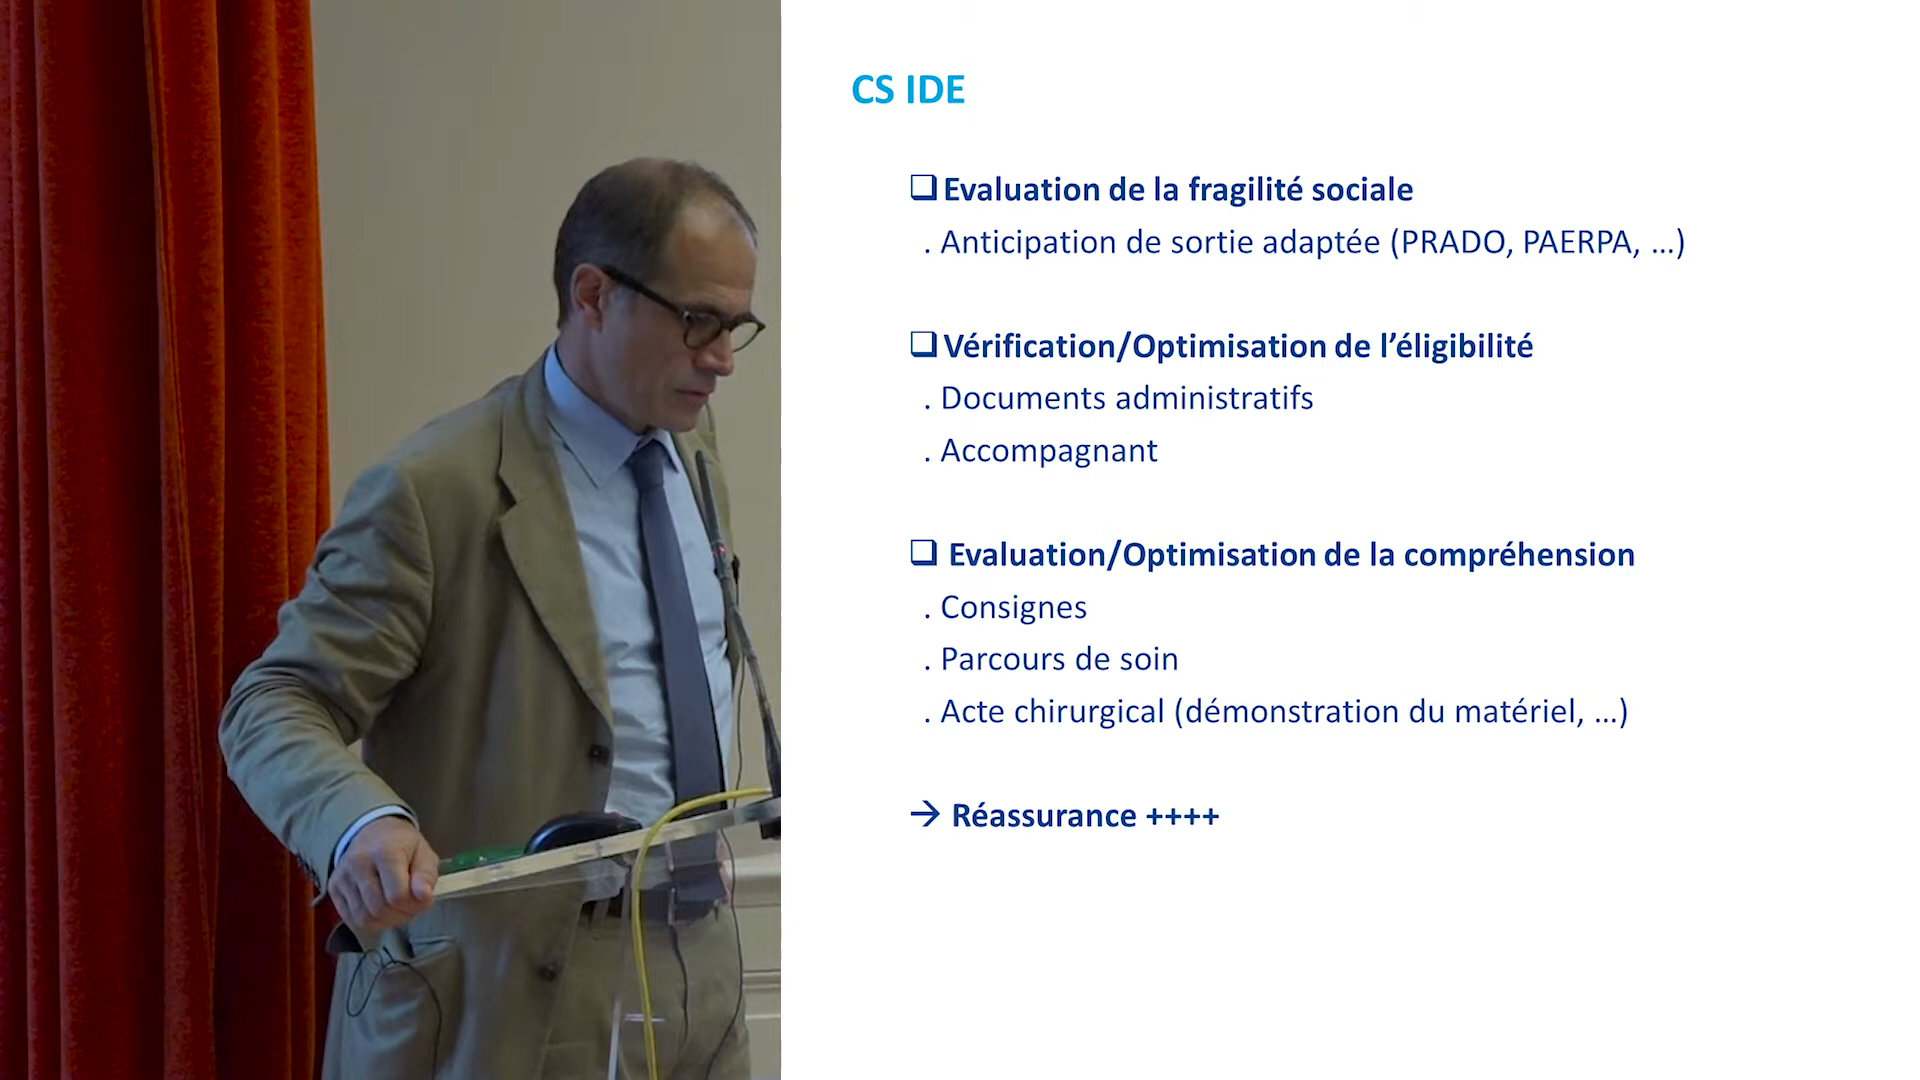 CS IDE
❑ Evaluation de la fragilité sociale
. Anticipation de sortie adaptée (PRADO, PAERPA, ...)
❑ Vérification/Optimisation de l’éligibilité
. Documents administratifs
. Accompagnant
❑ Evaluation/Optimisation de la compréhension
. Consignes
. Parcours de soin
. Acte chirurgical (démonstration du matériel, ...)
→ Réassurance ++++